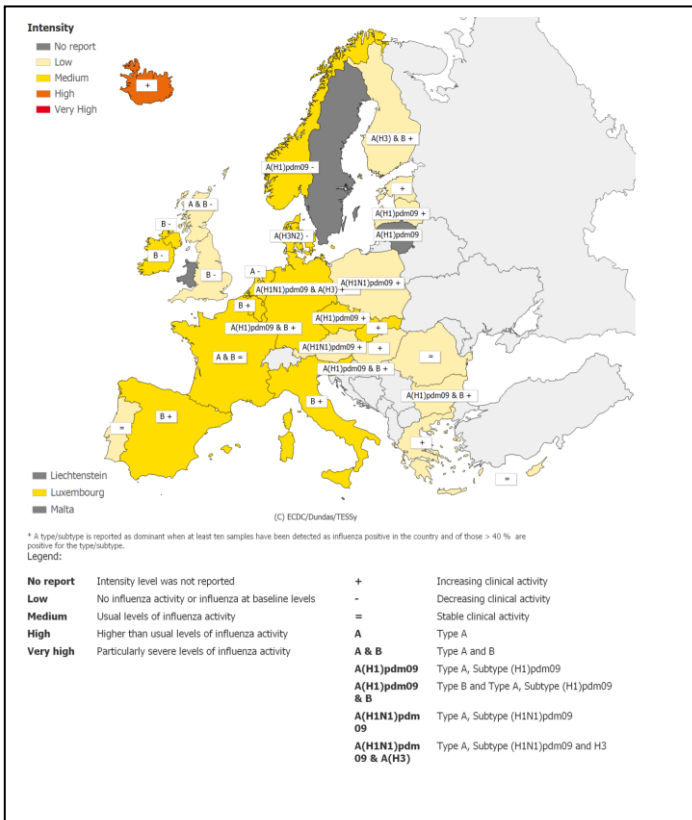 Intensity
No report
Low
Medium
High
Very High
+
A(H3) & B +
A(H1)pdm09 -
+
A & B -
A(H1)pdm09 +
A(H1)pdm09
B -
A(H3N2) -
B -
B -
A -
A(H1N1)pdm09 & A(H3) +
A(H1N1)pdm09 +
B +
A(H1)pdm09 +
A(H1)pdm09 & B +
+
A(H1N1)pdm09 +
+
A & B =
=
A(H1)pdm09 & B +
A(H1)pdm09 & B +
B +
B +
=
+
=
Liechtenstein
Luxembourg
Malta
(C) ECDC/Dundas/TESSy
* A type/subtype is reported as dominant when at least ten samples have been detected as influenza positive in the country and of those > 40 % are
positive for the type/subtype.
Legend:
No report Intensity level was not reported + Increasing clinical activity
Low No influenza activity or influenza at baseline levels - Decreasing clinical activity
Medium Usual levels of influenza activity = Stable clinical activity
High Higher than usual levels of influenza activity A Type A
Very high Particularly severe levels of influenza activity A & B Type A and B
A(H1)pdm09 Type A, Subtype (H1)pdm09
A(H1)pdm09 Type B and Type A, Subtype (H1)pdm09
& B
A(H1N1)pdm Type A, Subtype (H1N1)pdm09
09
A(H1N1)pdm Type A, Subtype (H1N1)pdm09 and H3
09 & A(H3)